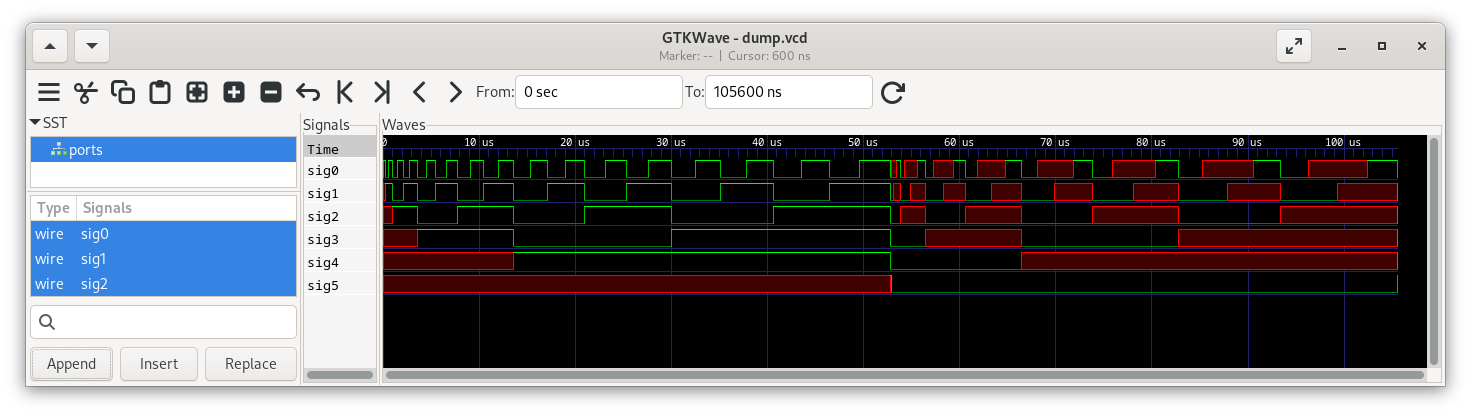 GTKWave - dump.vcd
Marker: -- | Cursor: 600 ns
From: 0 sec To: 105600 ns
SST
ports
Type Signals
wire sig0
wire sig1
wire sig2
Append Insert Replace
Signals
Time
sig0
sig1
sig2
sig3
sig4
sig5
Waves
0 10 us 20 us 30 us 40 us 50 us 60 us 70 us 80 us 90 us 100 us